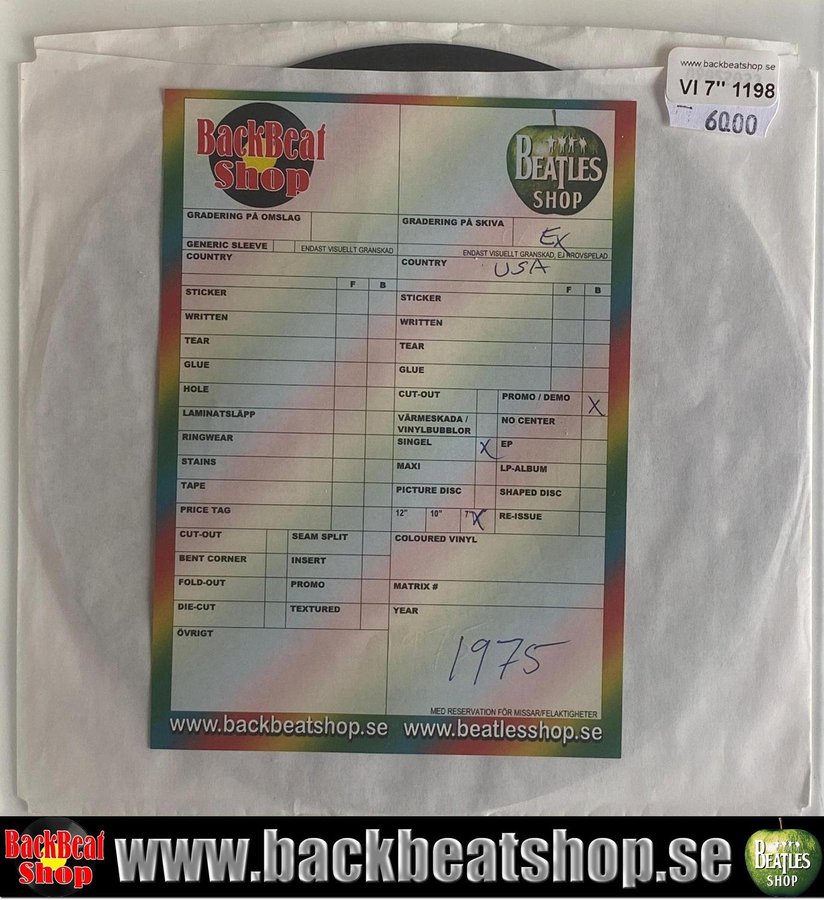 www.backbeatshop.se
VI 7" 1198
6000
BackBeat
Shop
BEATLES
SHOP
GRADERING PÅ OMSLAG
GENERIC SLEEVE
ENDAST VISUELLT GRANSKAD
COUNTRY
F B
STICKER
WRITTEN
TEAR
GLUE
HOLE
LAMINATSLÄPP
RINGWEAR
STAINS
TAPE
PRICE TAG
CUT-OUT SEAM SPLIT
BENT CORNER INSERT
FOLD-OUT PROMO
DIE-CUT TEXTURED
ÖVRIGT
GRADERING PÅ SKIVA
Ex
ENDAST VISUELLT GRANSKAD, EJ PROVSPELAD
COUNTRY USA
F B
STICKER
WRITTEN
TEAR
GLUE
CUT-OUT PROMO / DEMO X
VÄRMESKADA / NO CENTER
VINYLBUBBLOR
SINGEL X EP
MAXI LP-ALBUM
PICTURE DISC SHAPED DISC
12" 10" 7" X RE-ISSUE
COLOURED VINYL
MATRIX #
YEAR
1975
MED RESERVATION FÖR MISSAR/FELAKTIGHETER
www.backbeatshop.se www.beatlesshop.se
BackBeat
Shop
www.backbeatshop.se
BEATLES
SHOP